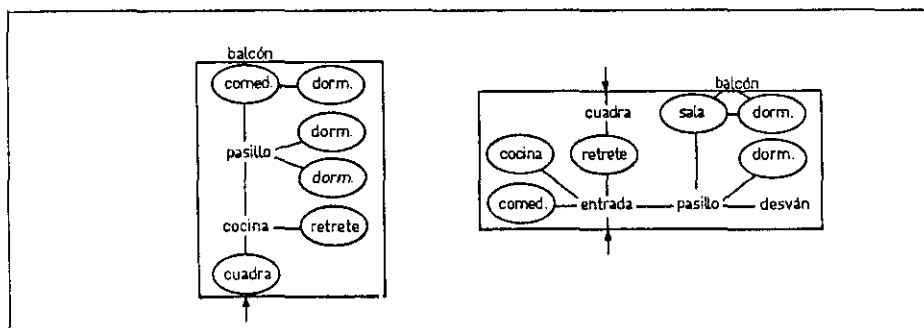 balcón
comed. dorm.
dorm.
pasillo
dorm.
cocina retrete
cuadra
balcón
cuadra sala dorm.
cocina retrete dorm.
comed. entrada pasillo desván